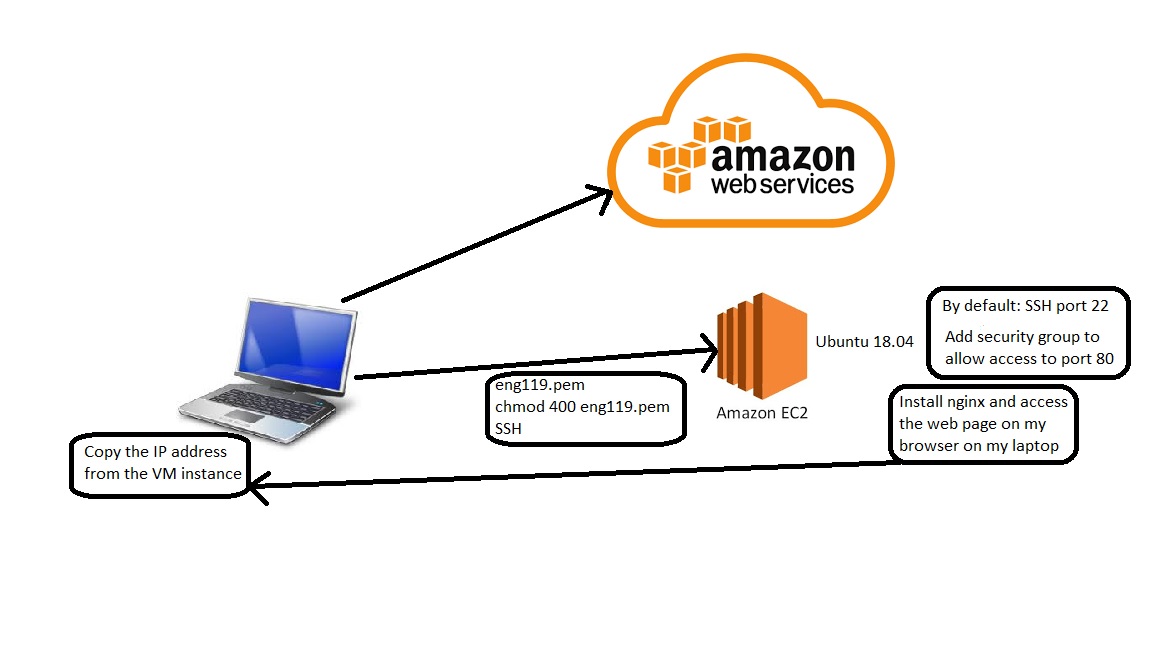 amazon
web services
By default: SSH port 22
Add security group to
allow access to port 80
Ubuntu 18.04
eng119.pem
chmod 400 eng119.pem
SSH
Amazon EC2
Install nginx and access
the web page on my
browser on my laptop
Copy the IP address
from the VM instance